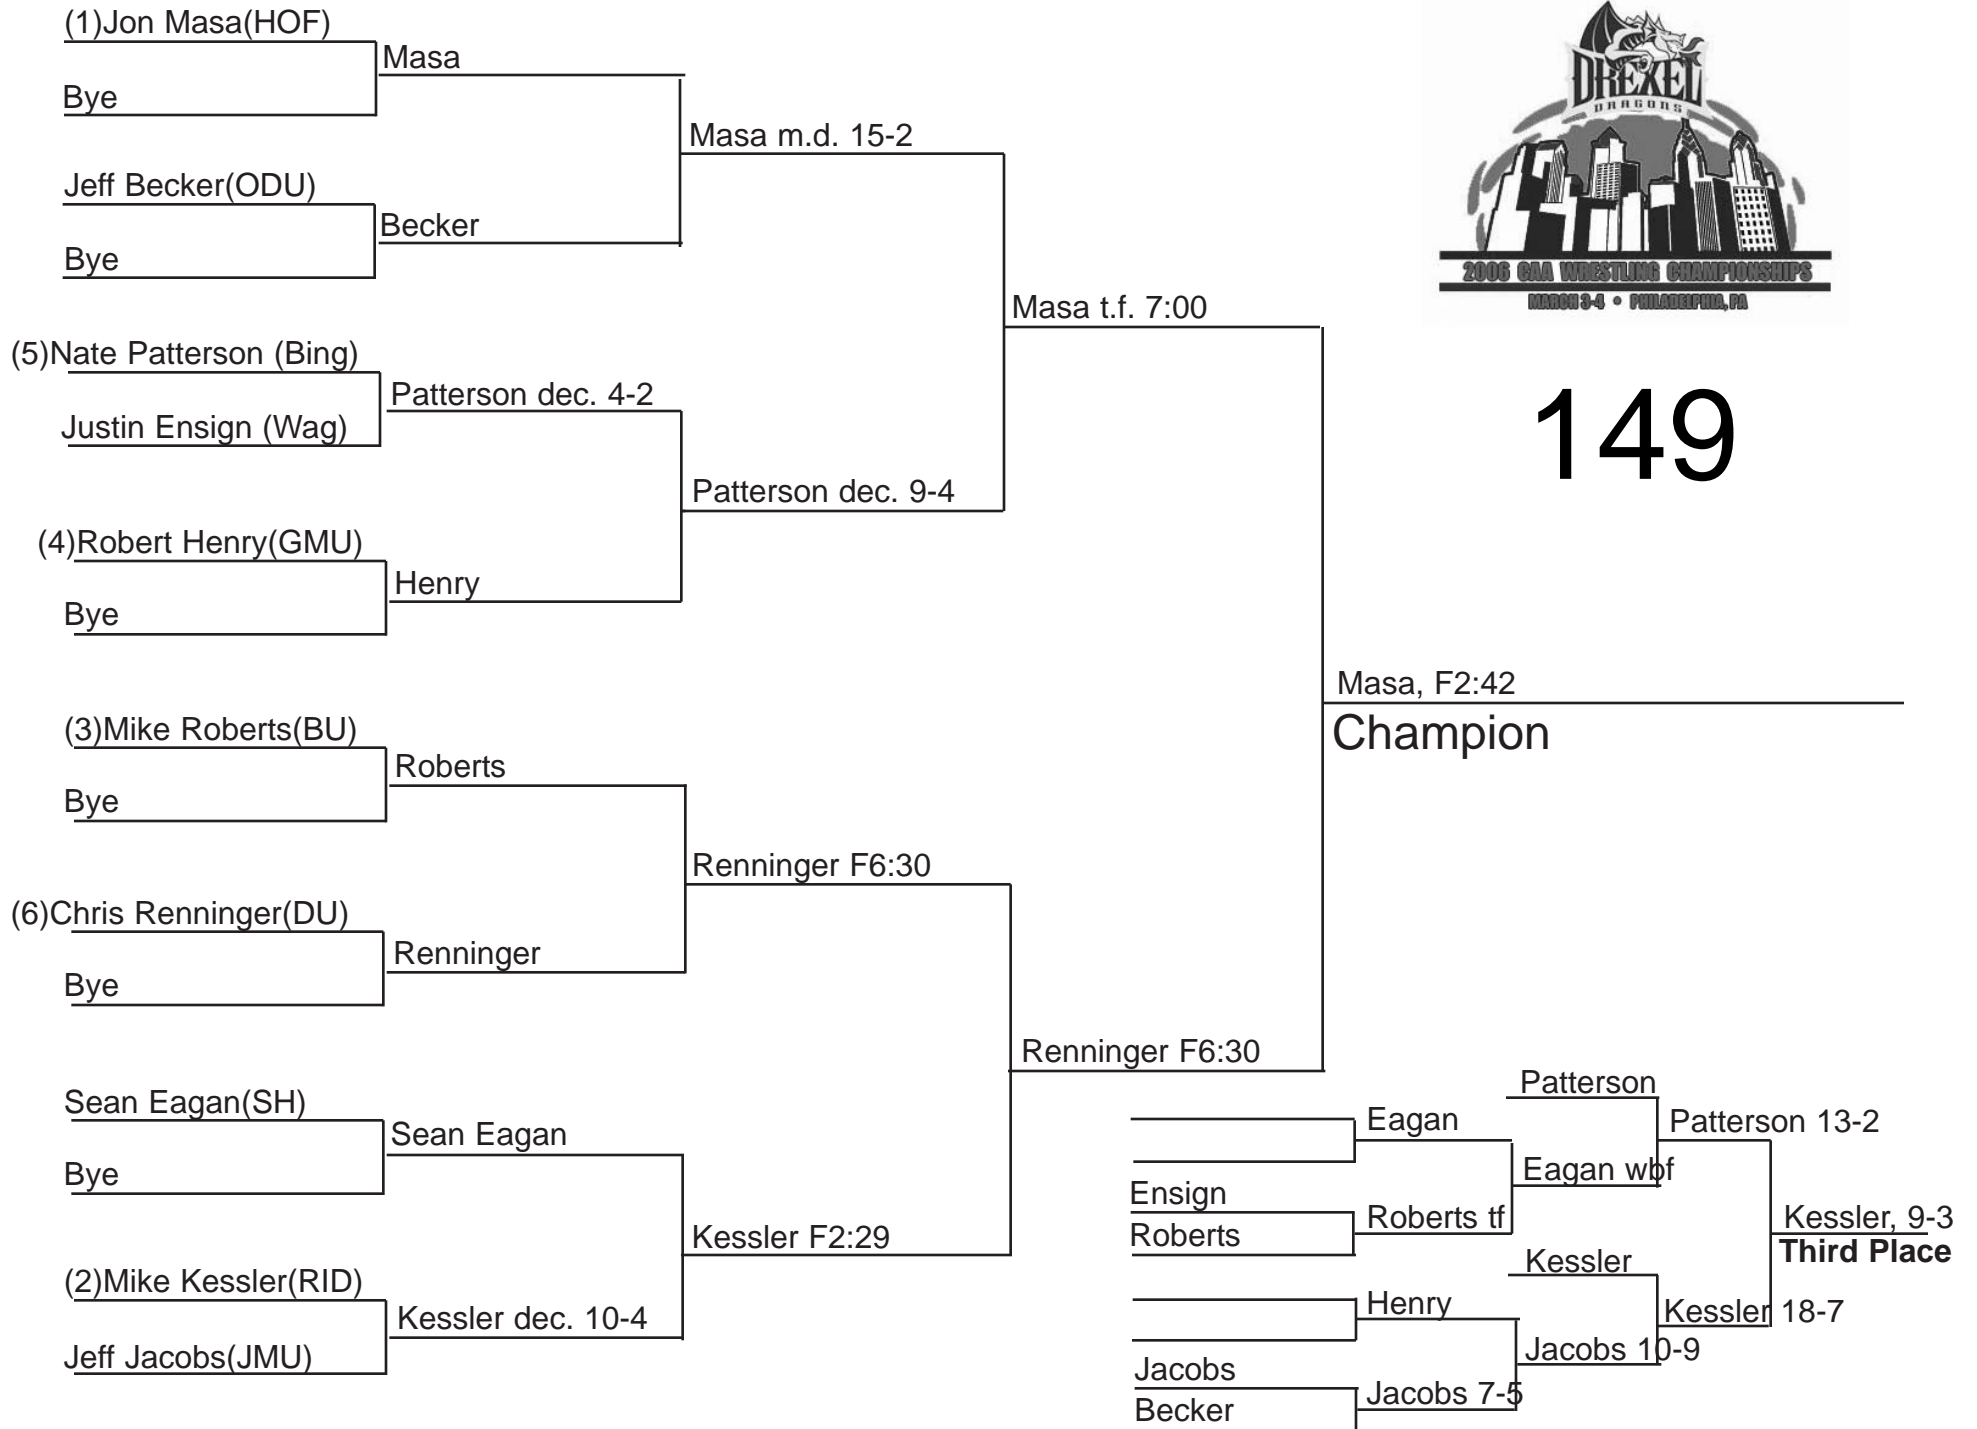 (1)Jon Masa(HOF)
Bye
Masa
Jeff Becker(ODU)
Bye
Becker
Masa m.d. 15-2
(5)Nate Patterson (Bing)
Justin Ensign (Wag)
Patterson dec. 4-2
(4)Robert Henry(GMU)
Bye
Henry
Patterson dec. 9-4
Masa t.f. 7:00
(3)Mike Roberts(BU)
Bye
Roberts
(6)Chris Renninger(DU)
Bye
Renninger
Renninger F6:30
Sean Eagan(SH)
Bye
Sean Eagan
(2)Mike Kessler(RID)
Jeff Jacobs(JMU)
Kessler dec. 10-4
Kessler F2:29
Renninger F6:30
Masa, F2:42
Champion
DREXEL
DRAGONS
2006 CAA WRESTLING CHAMPIONSHIPS
MARCH 3-4 • PHILADELPHIA, PA
149
Eagan
Ensign
Roberts
Roberts tf
Patterson
Eagan wbf
Patterson 13-2
Henry
Jacobs
Becker
Jacobs 7-5
Kessler
Jacobs 10-9
Kessler 18-7
Kessler, 9-3
Third Place